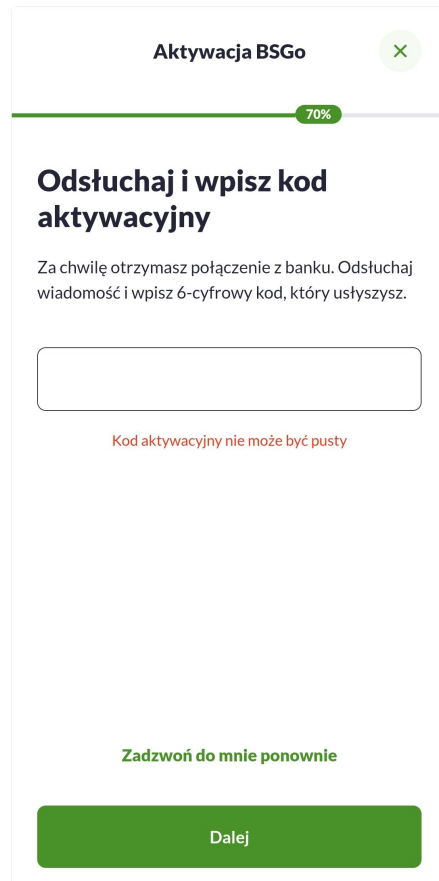 Aktywacja BSGo
70%
Odsłuchaj i wpisz kod
aktywacyjny
Za chwilę otrzymasz połączenie z banku. Odsłuchaj
wiadomość i wpisz 6-cyfrowy kod, który usłyszysz.
Kod aktywacyjny nie może być pusty
Zadzwoń do mnie ponownie
Dalej